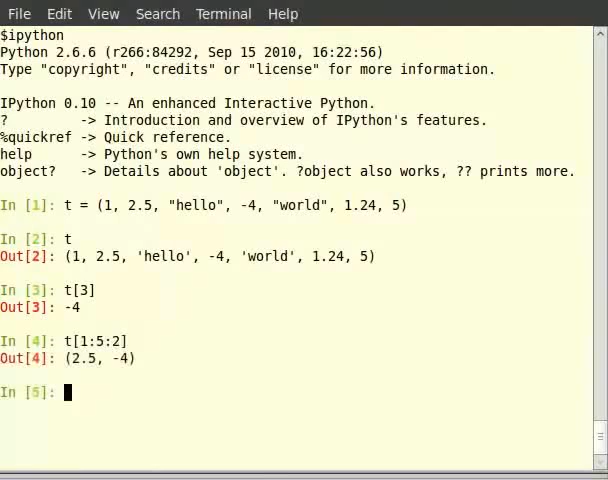 File Edit View Search Terminal Help
$ipython
Python 2.6.6 (r266:84292, Sep 15 2010, 16:22:56)
Type "copyright", "credits" or "license" for more information.
IPython 0.10 -- An enhanced Interactive Python.
?         -> Introduction and overview of IPython's features.
%quickref -> Quick reference.
help      -> Python's own help system.
object?   -> Details about 'object'. ?object also works, ?? prints more.
In [1]: t = (1, 2.5, "hello", -4, "world", 1.24, 5)
In [2]: t
Out[2]: (1, 2.5, 'hello', -4, 'world', 1.24, 5)
In [3]: t[3]
Out[3]: -4
In [4]: t[1:5:2]
Out[4]: (2.5, -4)
In [5]: